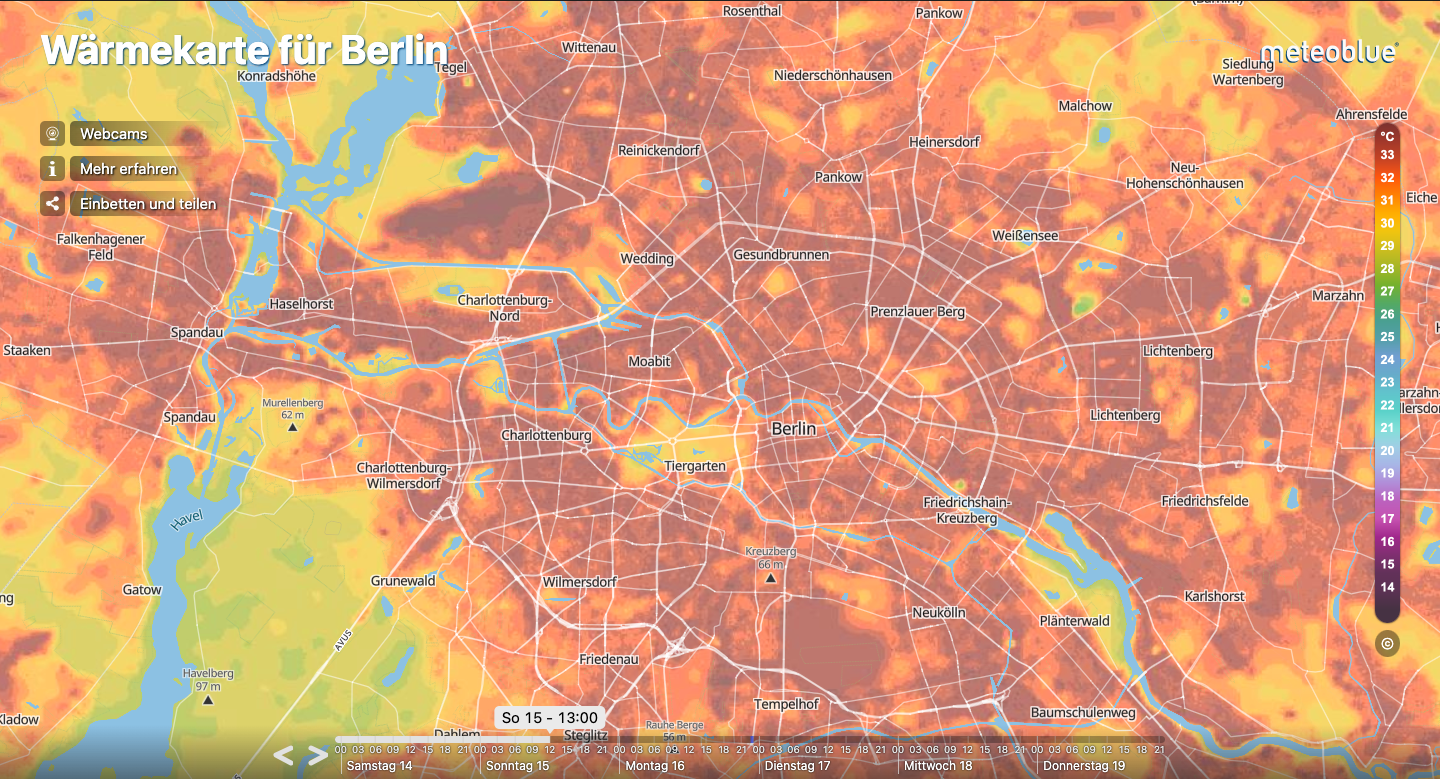 Rosenthal
Pankow
Wärmekarte für Berlin
meteoblue
Wittenau
Tegel
Konradshöhe
Niederschönhausen
Siedlung
Wartenberg
Malchow
Ahrensfelde
Webcams
Mehr erfahren
Einbetten und teilen
Reinickendorf
Heinersdorf
Pankow
Neu-
Hohenschönhausen
Eiche
Falkenhagener
Feld
Weißensee
Wedding
Gesundbrunnen
Haselhorst
Charlottenburg-
Nord
Prenzlauer Berg
Marzahn
Spandau
Staaken
Moabit
Lichtenberg
Murellenberg
62 m
Spandau
Charlottenburg
Berlin
Lichtenberg
Tiergarten
Charlottenburg-
Wilmersdorf
Friedrichshain-
Kreuzberg
Friedrichsfelde
Havel
Kreuzberg
66 m
Gatow
Grunewald
Wilmersdorf
Neukölln
Plänterwald
Karlshorst
AVUS
Friedenau
Havelberg
97 m
Tempelhof
Baumschulenweg
Dahlem
Steglitz
Rauhe Berge
56 m
°C
33
32
31
30
29
28
27
26
25
24
23
22
21
20
19
18
17
16
15
14
©
So 15 - 13:00
00 03 06 09 12 15 18 21 00 03 06 09 12 15 18 21 00 03 06 09 12 15 18 21 00 03 06 09 12 15 18 21 00 03 06 09 12 15 18 21 00 03 06 09 12 15 18 21
Samstag 14 Sonntag 15 Montag 16 Dienstag 17 Mittwoch 18 Donnerstag 19